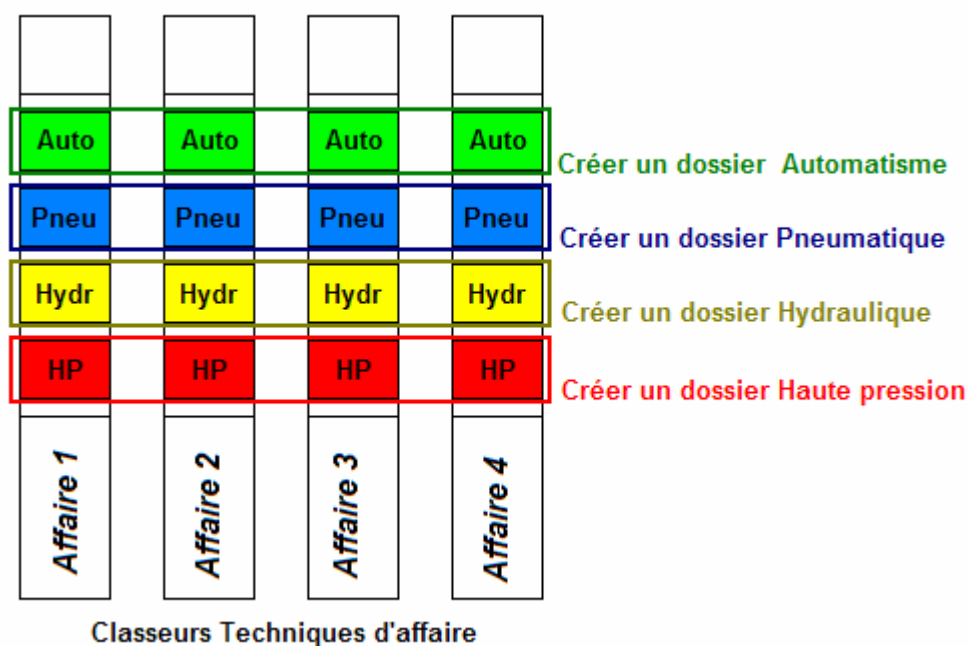 Auto Auto Auto Auto
Créer un dossier  Automatisme
Pneu Pneu Pneu Pneu
Créer un dossier Pneumatique
Hydr Hydr Hydr Hydr
Créer un dossier Hydraulique
HP HP HP HP
Créer un dossier Haute pression
Affaire 1
Affaire 2
Affaire 3
Affaire 4
Classeurs Techniques d'affaire